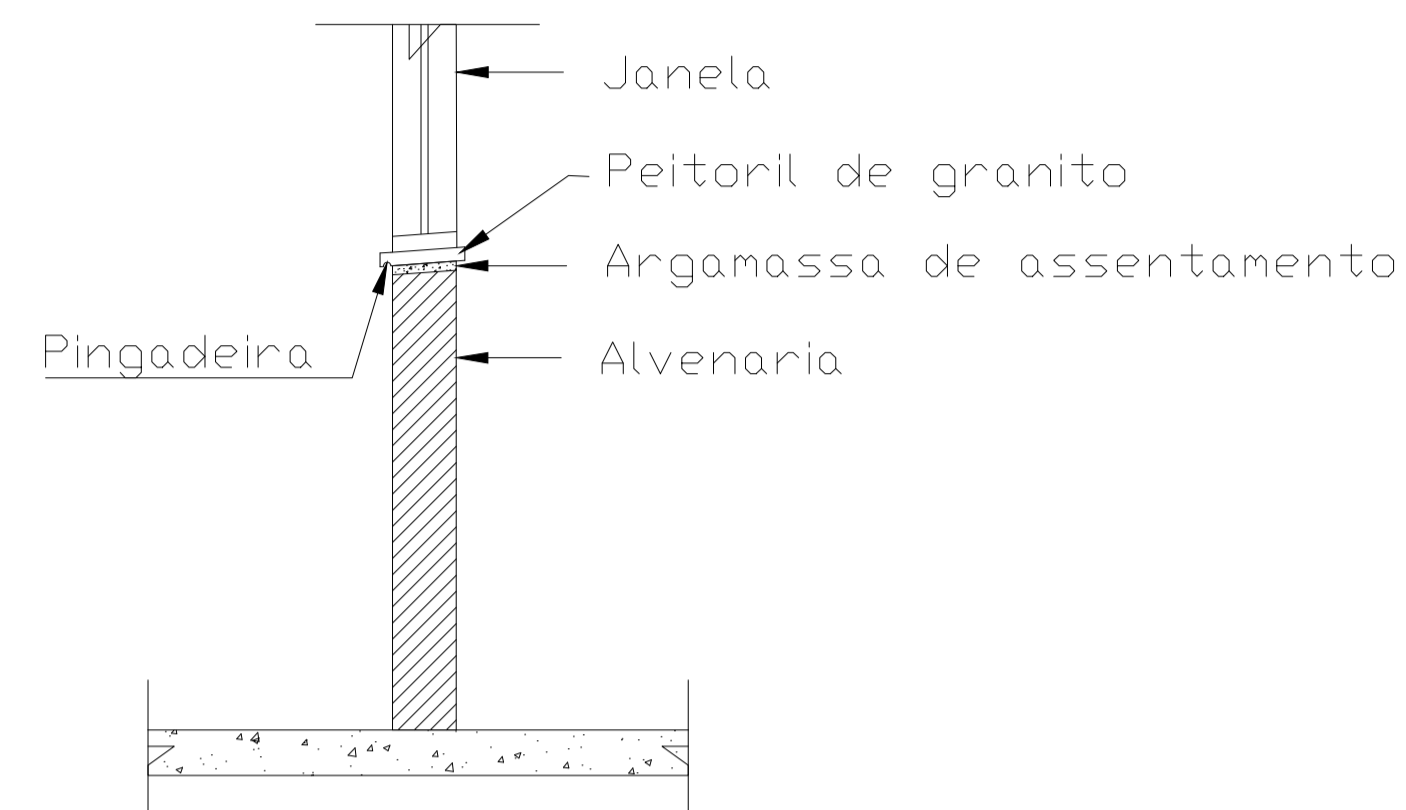 Janela
Peitoril de granito
Argamassa de assentamento
Pingadeira
Alvenaria